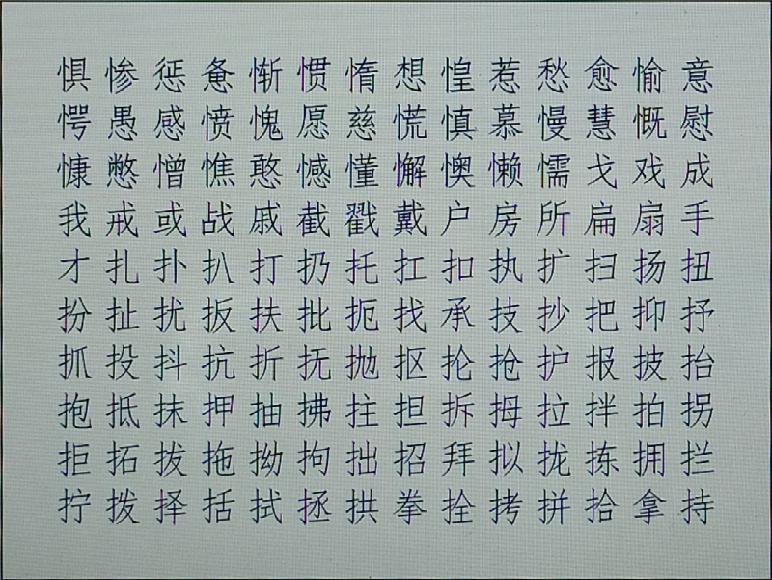 惧 惨 惩 惫 惭 惯 惰 想 惶 惹 愁 愈 愉 意
愕 愚 感 愤 愧 愿 慈 慌 慎 慕 慢 慧 慨 慰
慷 憋 憎 憔 憨 憾 懂 懈 懊 懒 懦 戈 戏 成
我 戒 或 战 戚 截 戳 戴 户 房 所 扁 扇 手
才 扎 扑 扒 打 扔 托 扛 扣 执 扩 扫 扬 扭
扮 扯 扰 扳 扶 批 扼 找 承 技 抄 把 抑 抒
抓 投 抖 抗 折 抚 抛 抠 抡 抢 护 报 披 抬
抱 抵 抹 押 抽 拂 拄 担 拆 拇 拉 拌 拍 拐
拒 拓 拔 拖 拗 拘 拙 招 拜 拟 拢 拣 拥 拦
拧 拨 择 括 拭 拯 拱 拳 拴 拷 拼 拾 拿 持